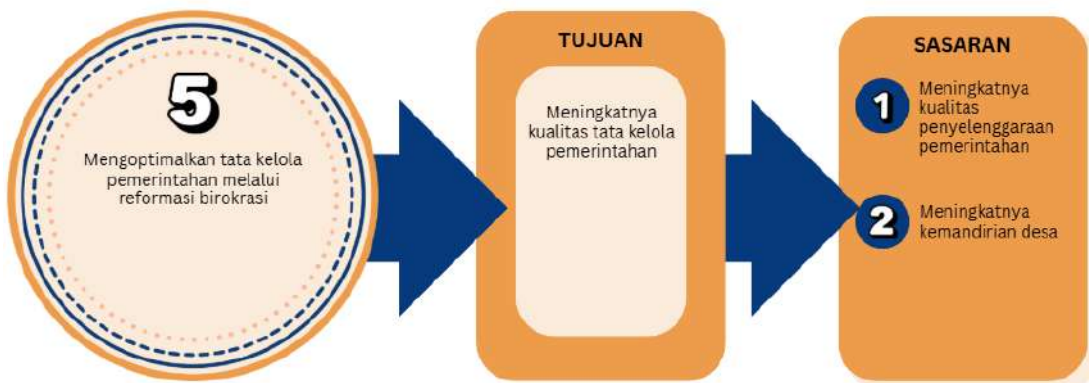 5
Mengoptimalkan tata kelola
pemerintahan melalui
reformasi birokrasi
TUJUAN
Meningkatnya
kualitas tata kelola
pemerintahan
SASARAN
1
Meningkatnya
kualitas
penyelenggaraan
pemerintahan
2
Meningkatnya
kemandirian desa